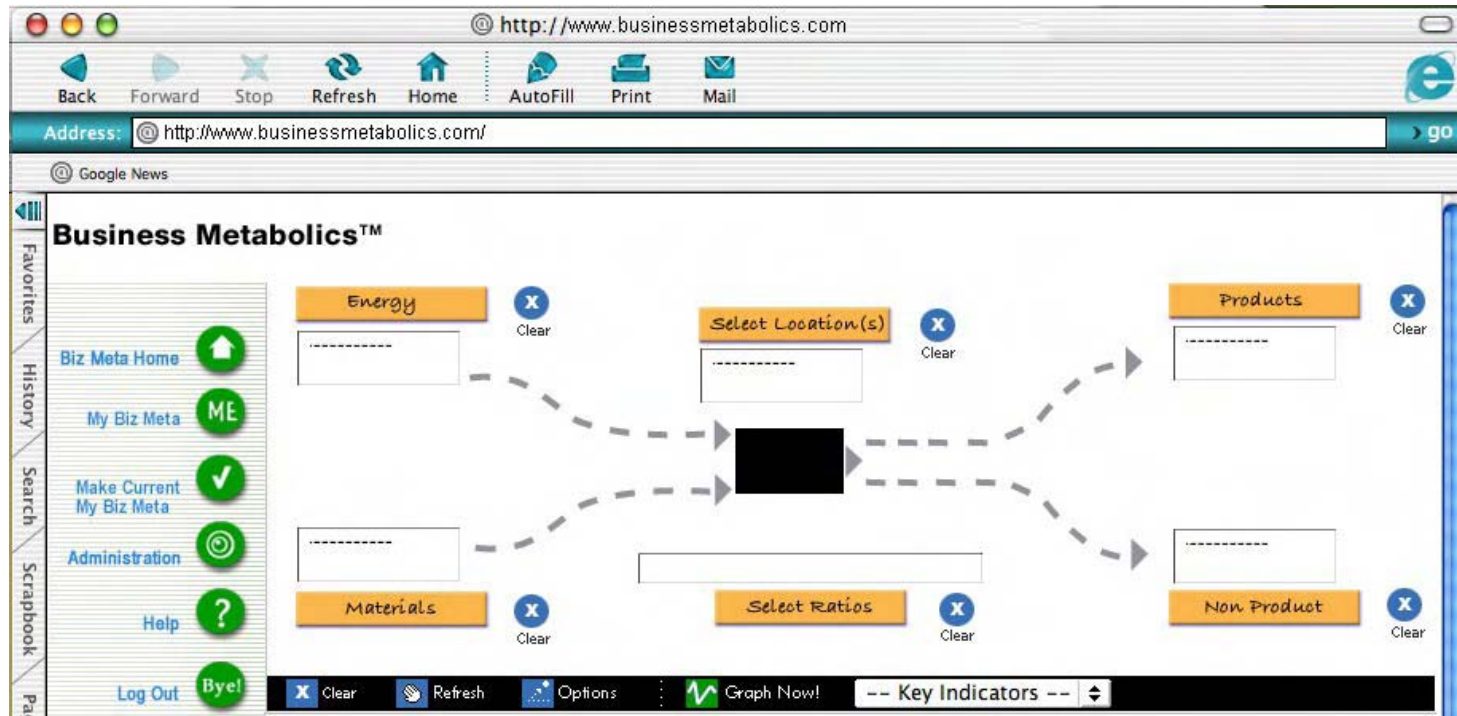 http://www.businessmetabolics.com
Back Forward Stop Refresh Home AutoFill Print Mail
Address: http://www.businessmetabolics.com/ go
Google News
Favorites
History
Search
Scrapbook
Business Metabolics™
Biz Meta Home
My Biz Meta ME
Make Current
My Biz Meta
Administration
Help ?
Log Out Bye!
Energy X
Clear
-----------
Select Location(s) X
Clear
-----------
Products X
Clear
-----------
-----------
Materials X
Clear
Select Ratios X
Clear
-----------
Non Product X
Clear
X Clear Refresh Options Graph Now! -- Key Indicators --